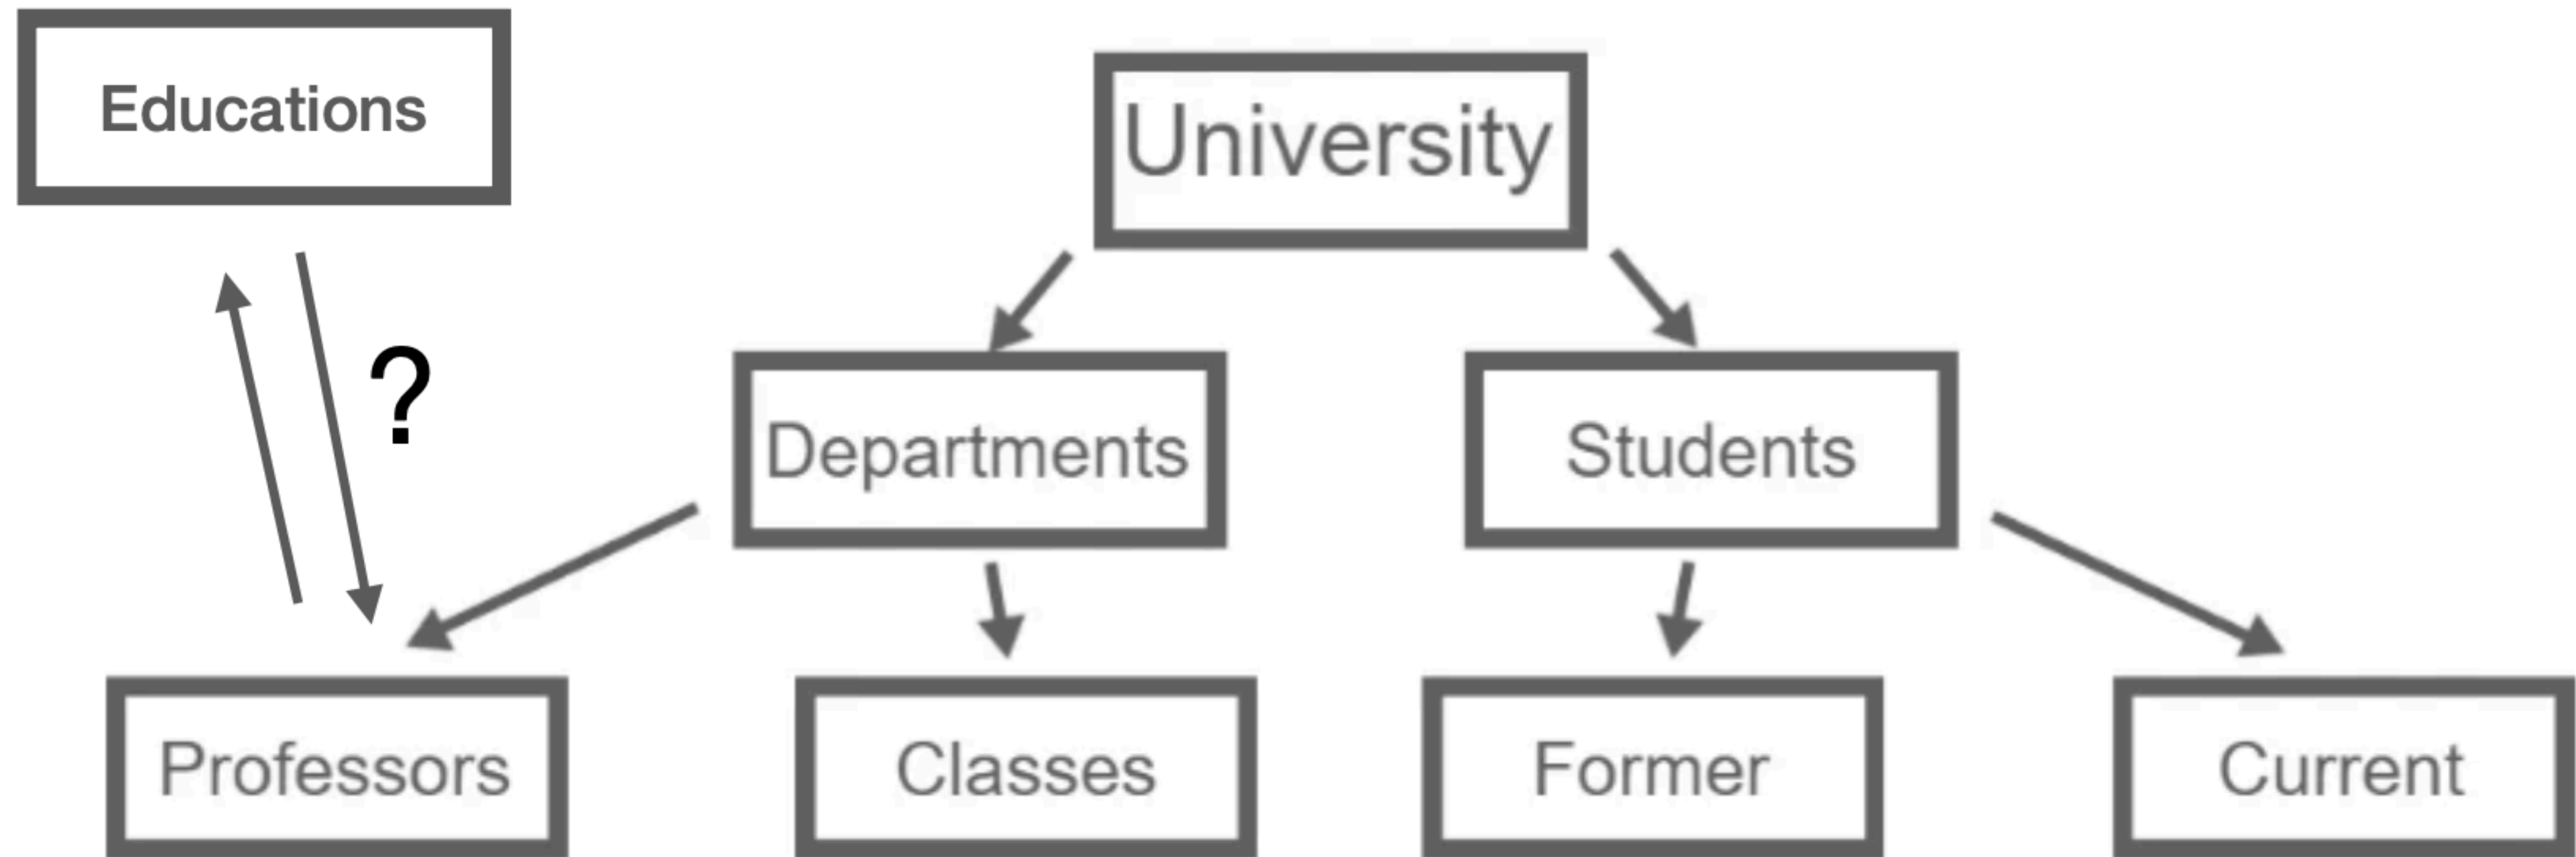 Educations
University
?
Departments
Students
Professors
Classes
Former
Current